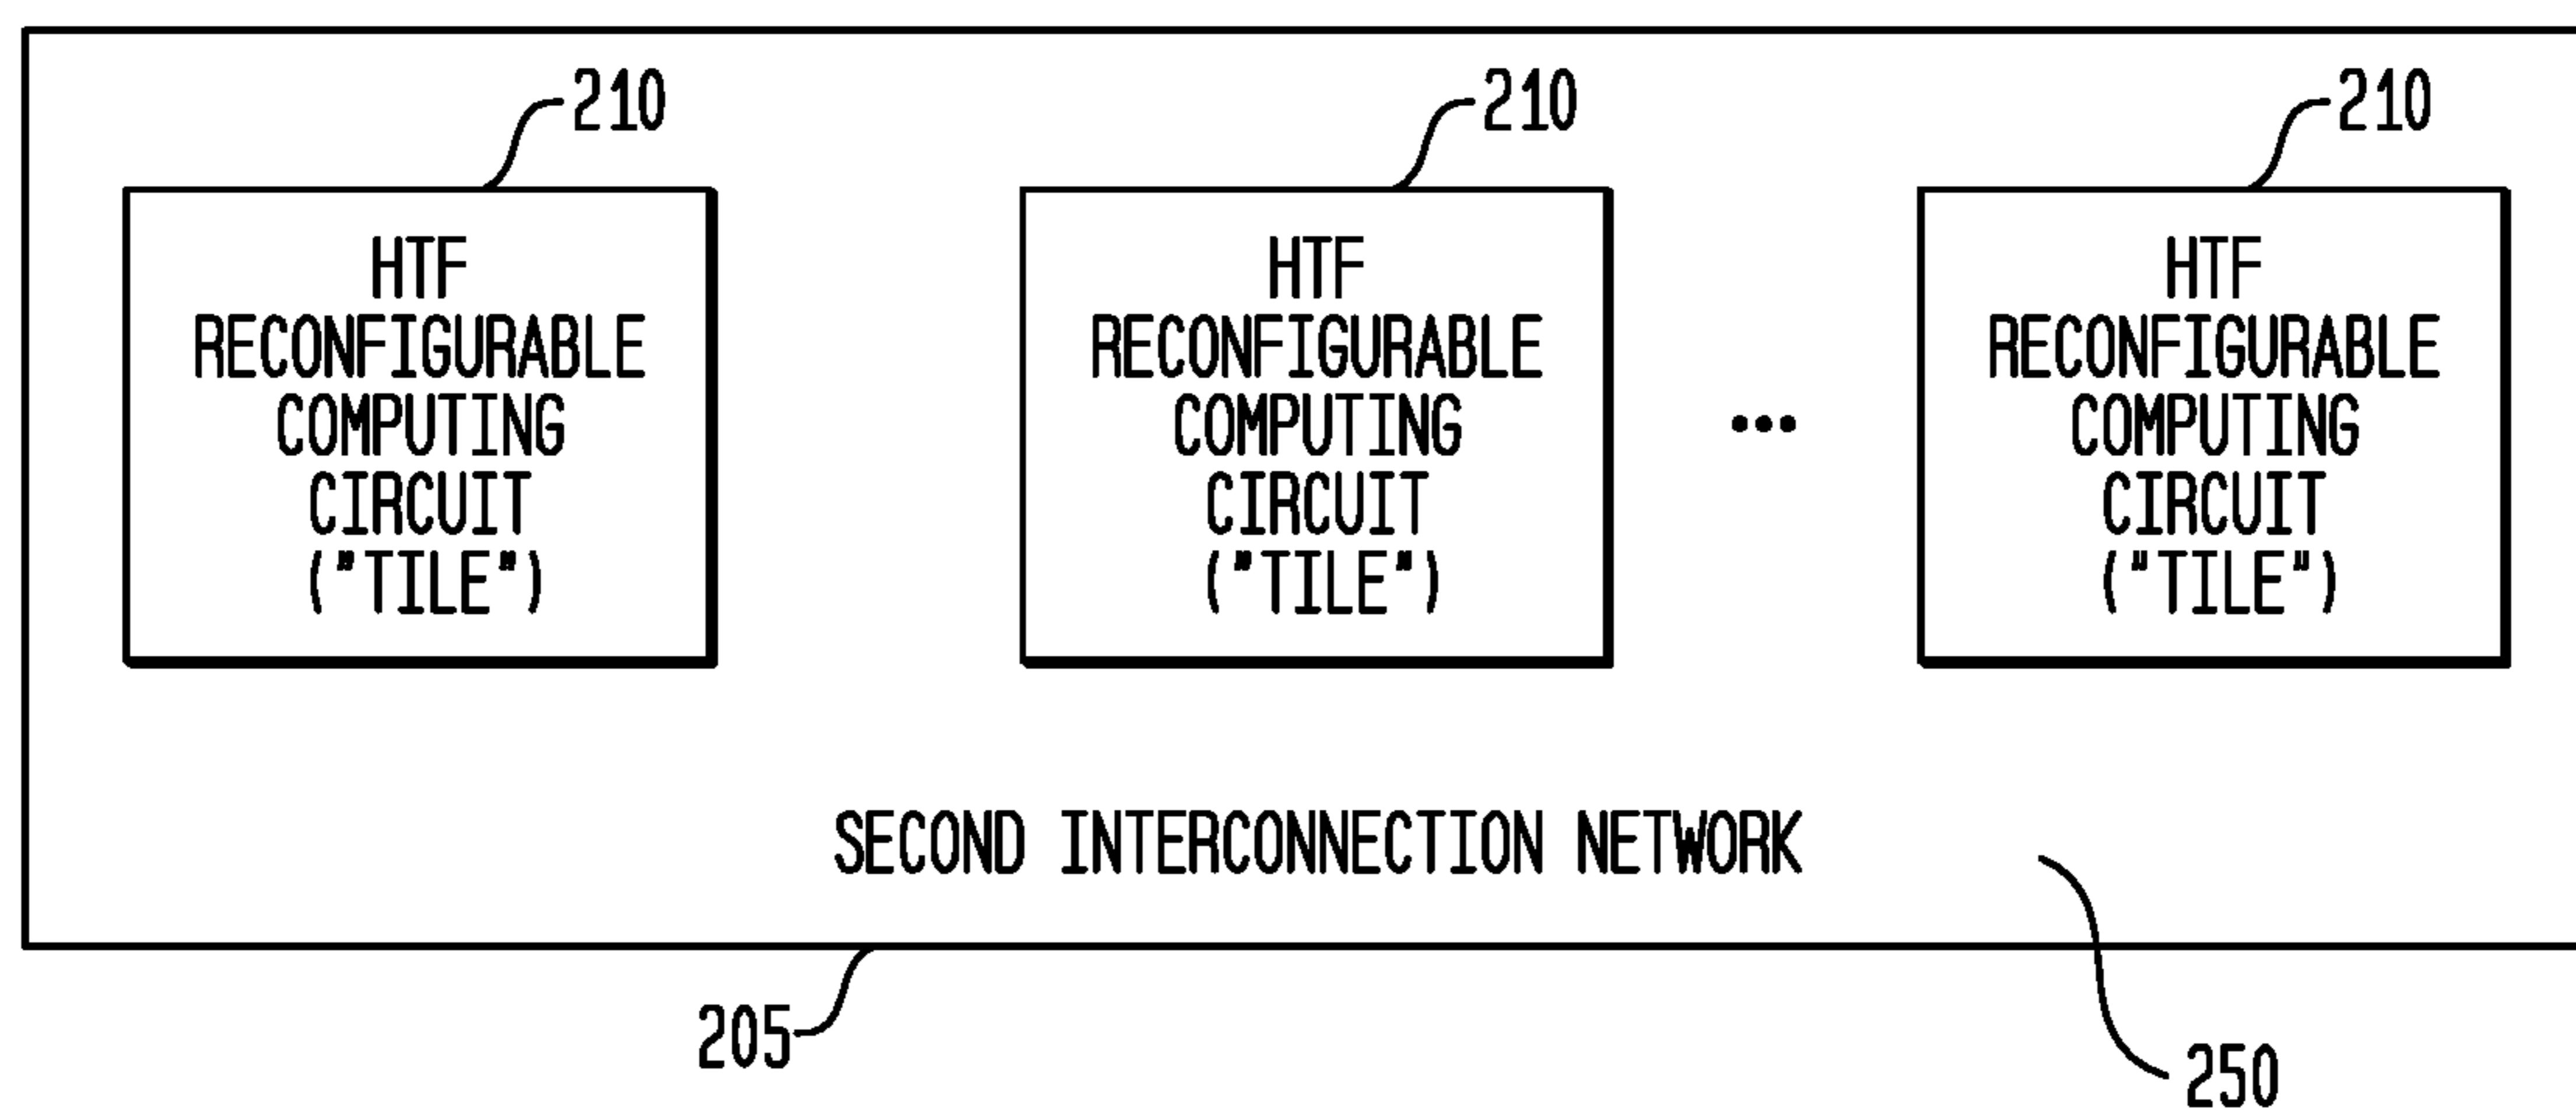 210
210
210
HTF
RECONFIGURABLE
COMPUTING
CIRCUIT
("TILE")
HTF
RECONFIGURABLE
COMPUTING
CIRCUIT
("TILE")
...
HTF
RECONFIGURABLE
COMPUTING
CIRCUIT
("TILE")
SECOND INTERCONNECTION NETWORK
205
250